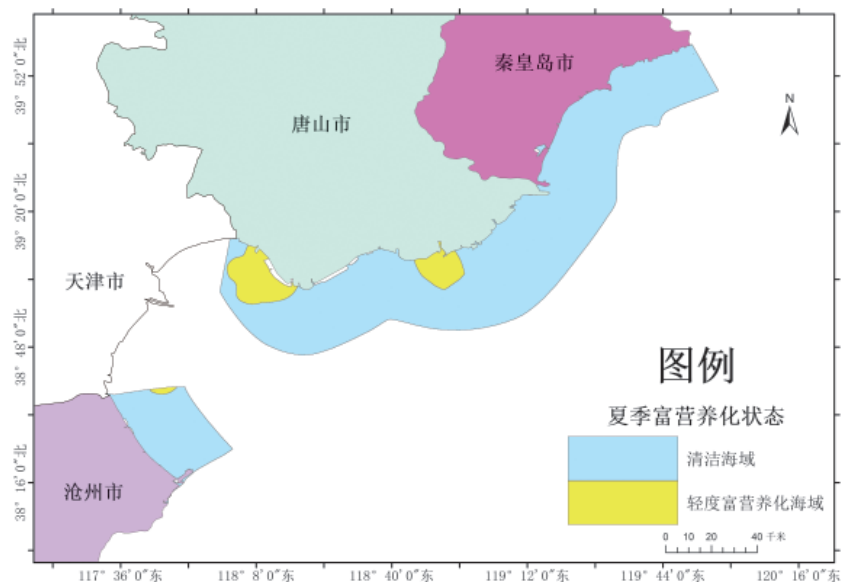 秦皇岛市
N
唐山市
天津市
沧州市
图例
夏季富营养化状态
清洁海域
轻度富营养化海域
0 10 20 40 千米
39° 52′0″北
39° 20′0″北
38° 48′0″北
38° 16′0″北
117° 36′0″东 118° 8′0″东 118° 40′0″东 119° 12′0″东 119° 44′0″东 120° 16′0″东